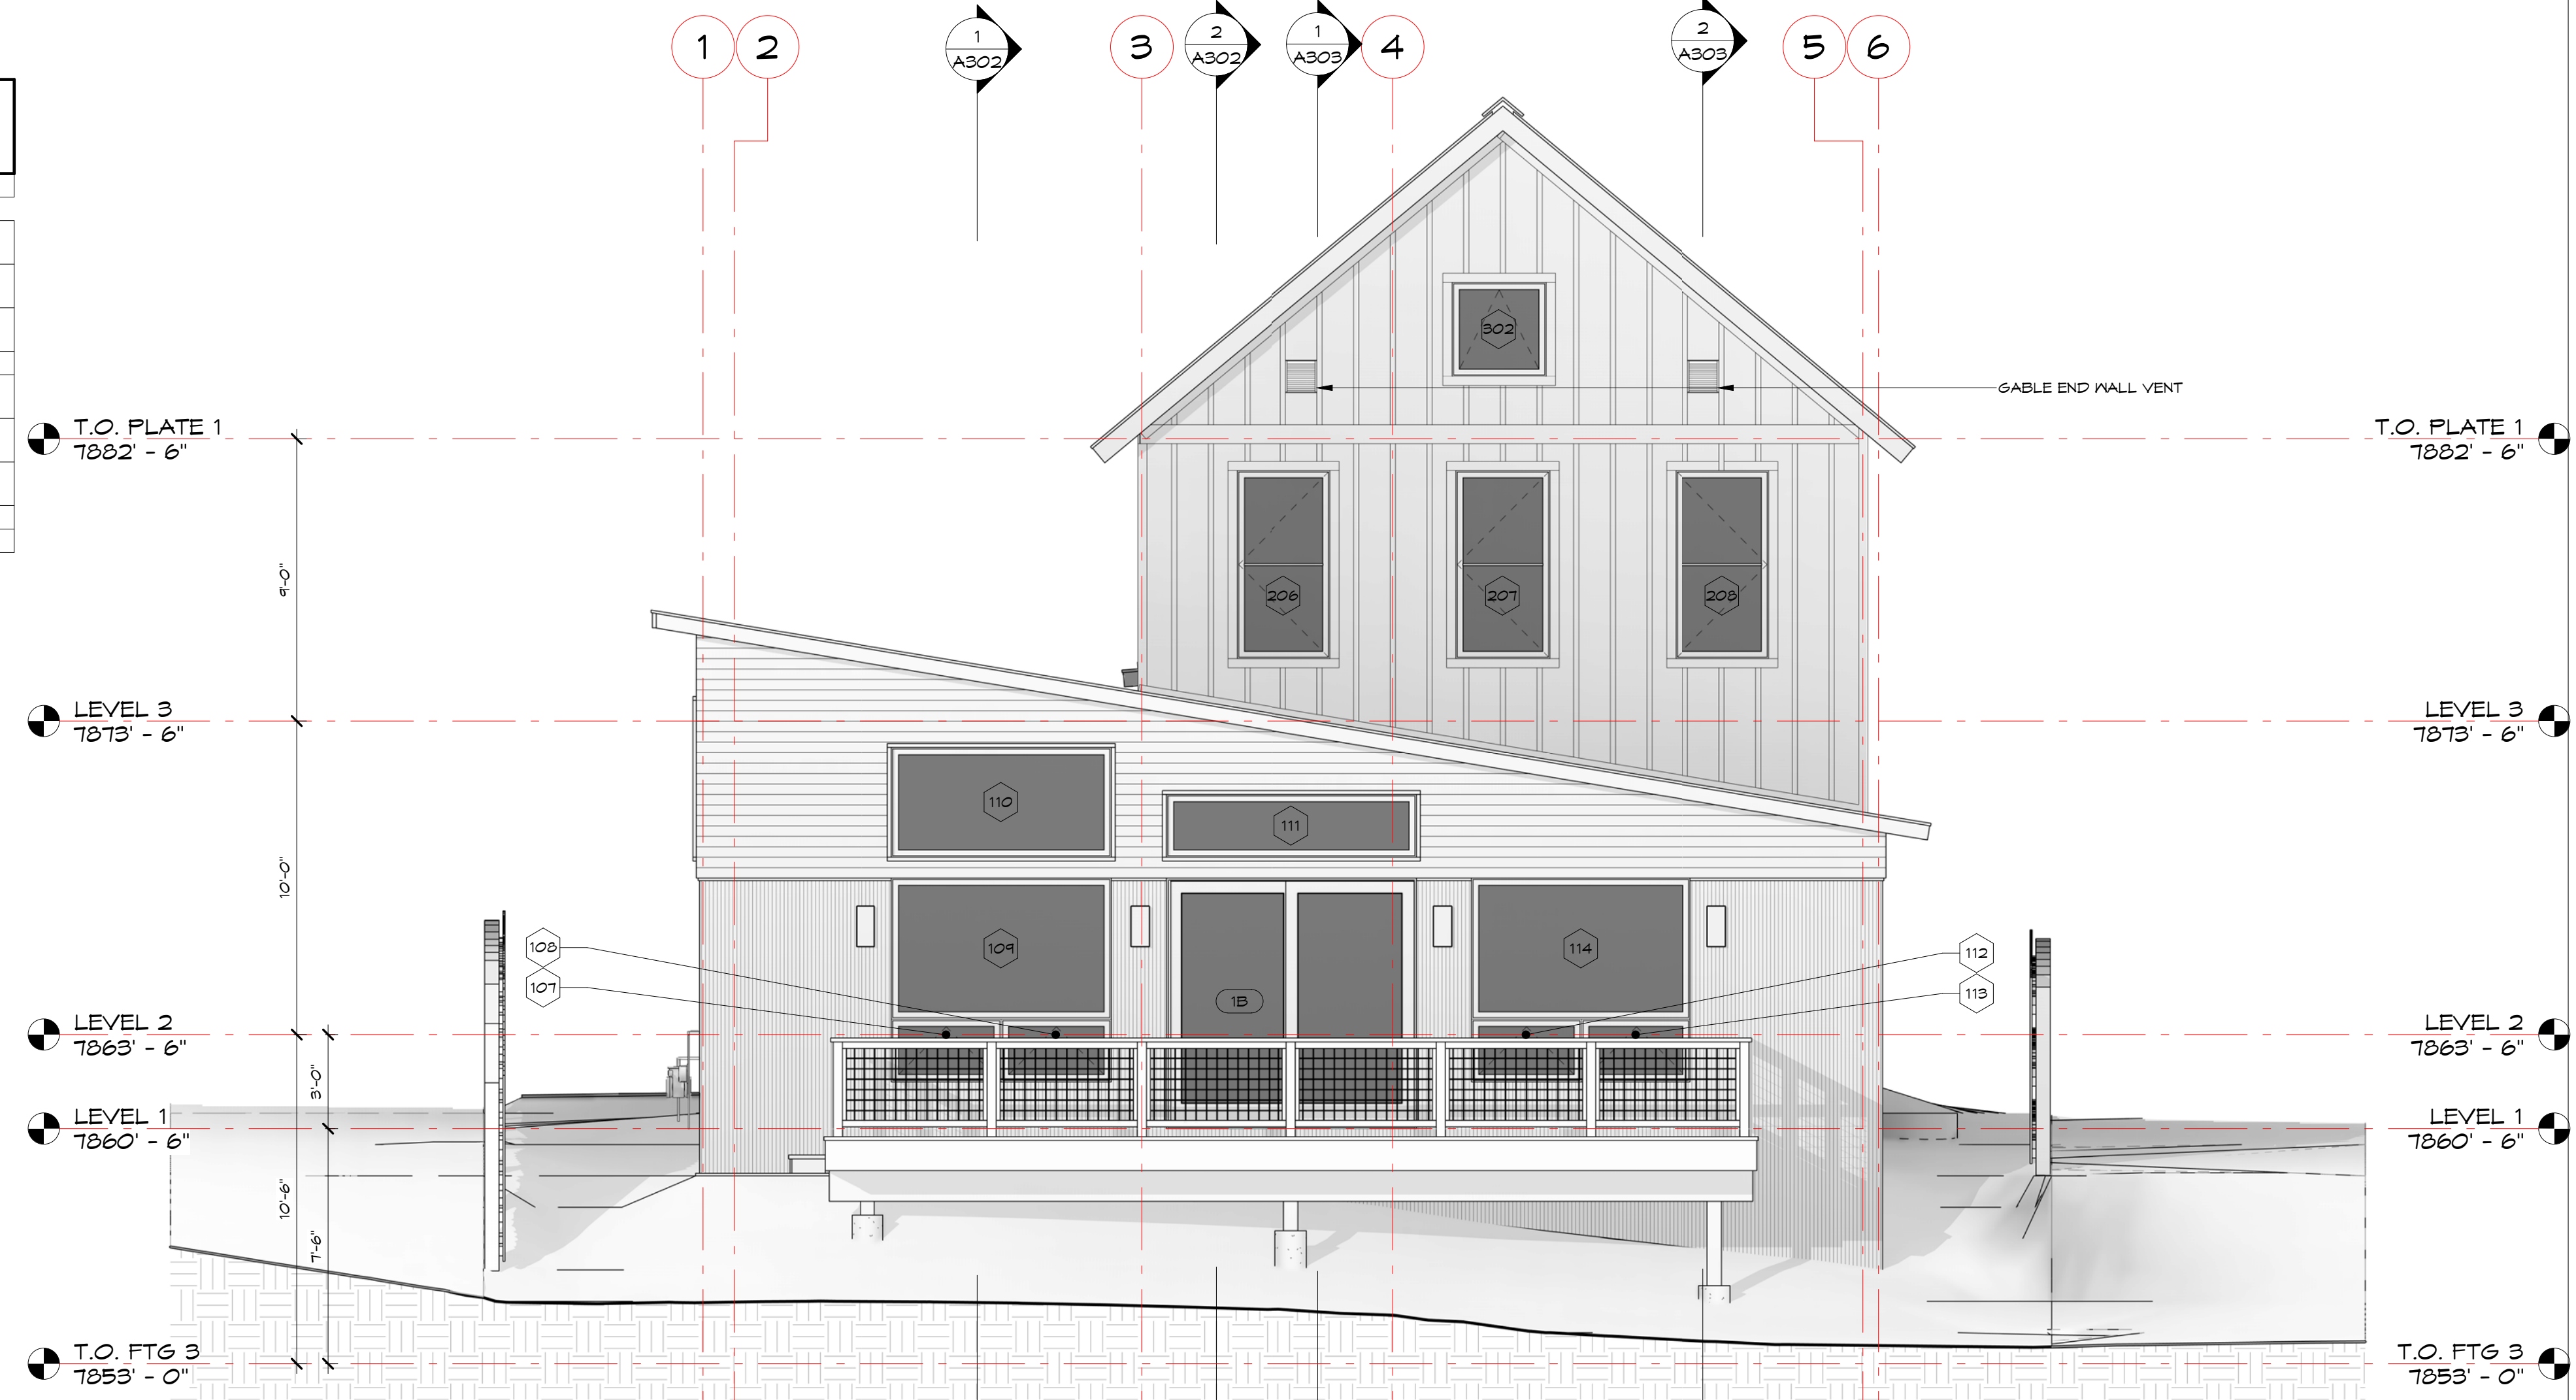 1
2
1
A302
3
2
A302
1
A303
4
2
A303
5
6
302
GABLE END WALL VENT
T.O. PLATE 1
7882' - 6"
T.O. PLATE 1
7882' - 6"
9'-0"
206
207
208
LEVEL 3
7873' - 6"
LEVEL 3
7873' - 6"
110
111
10'-0"
108
109
114
112
107
1B
113
LEVEL 2
7863' - 6"
LEVEL 2
7863' - 6"
3'-0"
LEVEL 1
7860' - 6"
LEVEL 1
7860' - 6"
10'-6"
7'-6"
T.O. FTG 3
7853' - 0"
T.O. FTG 3
7853' - 0"